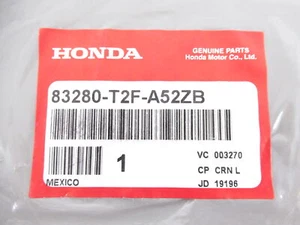 HONDA
GENUINE PARTS
Honda Motor Co., Ltd.
83280-T2F-A52ZB
1
VC 003270
CP CRN L
JD 19196
MEXICO